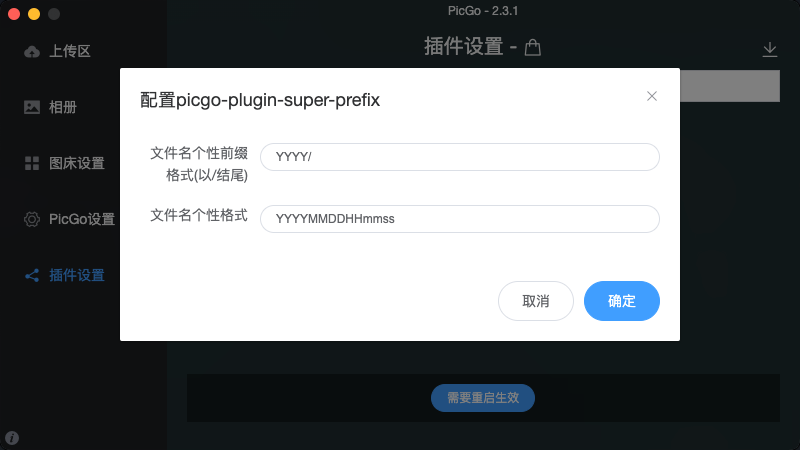 PicGo - 2.3.1
上传区
相册
图床设置
PicGo设置
插件设置
插件设置 -
配置picgo-plugin-super-prefix
文件名个性前缀
格式(以/结尾)
YYYY/
文件名个性格式
YYYYMMDDHHmmss
取消
确定
需要重启生效